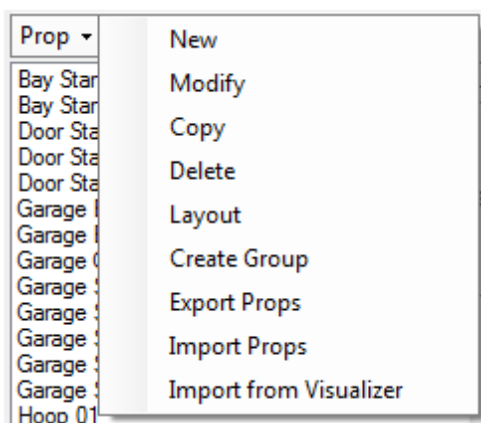 Prop
New
Modify
Copy
Delete
Layout
Create Group
Export Props
Import Props
Import from Visualizer
Bay Star
Bay Star
Door Sta
Door Sta
Door Sta
Garage
Garage
Garage
Garage
Garage
Garage
Garage
Garage
Hoop 01